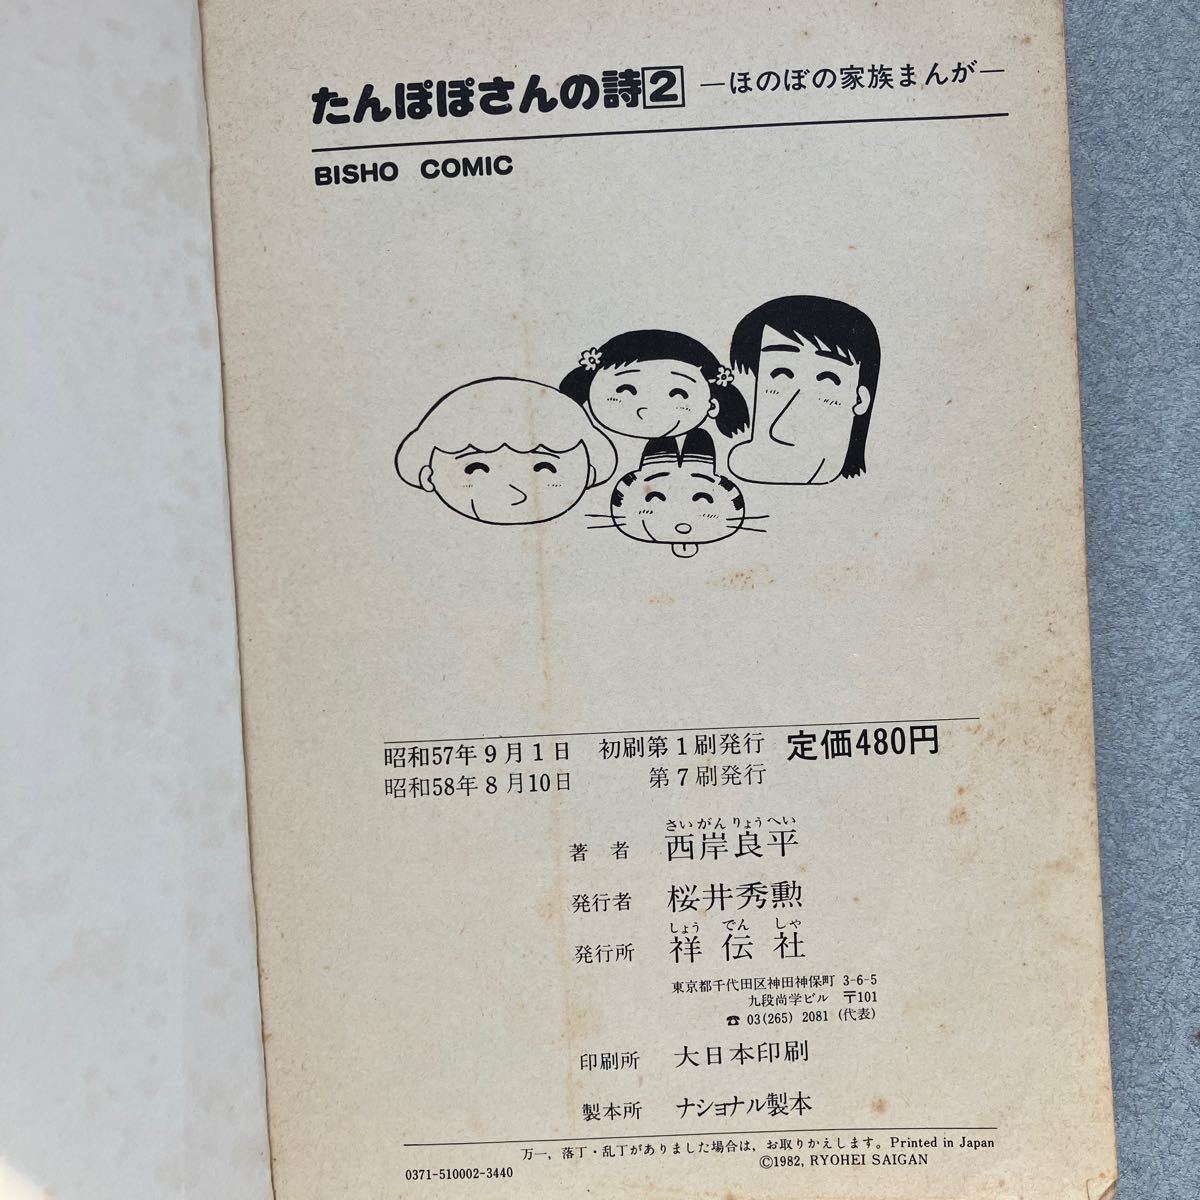 たんぽぽさんの詩2 ―ほのぼの家族まんが―
BISHO COMIC
昭和57年9月1日 初刷第1刷発行 定価480円
昭和58年8月10日 第7刷発行
さいがんりょうへい
著者 西岸良平
発行者 桜井秀勲
しょうでんしゃ
発行所 祥伝社
東京都千代田区神田神保町 3-6-5
九段尚学ビル 〒101
☎ 03(265) 2081 (代表)
印刷所 大日本印刷
製本所 ナショナル製本
万一，落丁・乱丁がありました場合は，お取りかえします。Printed in Japan
0371-510002-3440 ©1982, RYOHEI SAIGAN